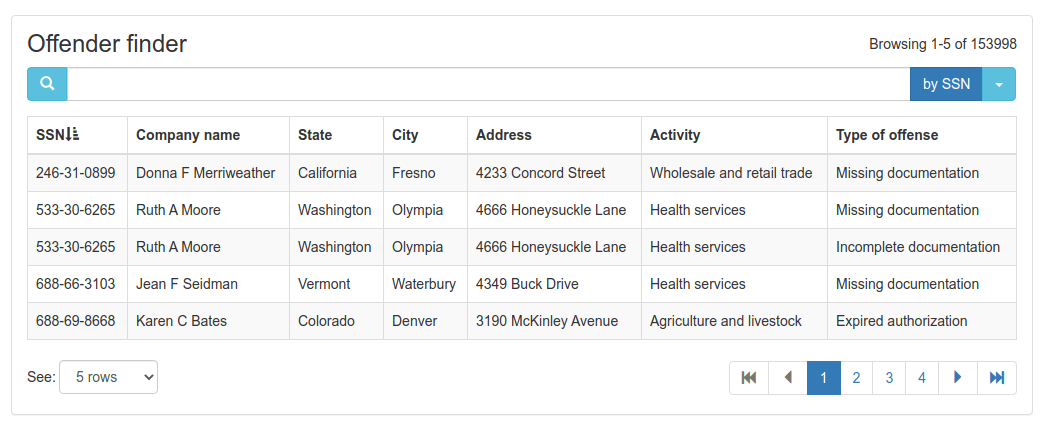 Offender finder
Browsing 1-5 of 153998
by SSN
SSN Company name State City Address Activity Type of offense
246-31-0899 Donna F Merriweather California Fresno 4233 Concord Street Wholesale and retail trade Missing documentation
533-30-6265 Ruth A Moore Washington Olympia 4666 Honeysuckle Lane Health services Missing documentation
533-30-6265 Ruth A Moore Washington Olympia 4666 Honeysuckle Lane Health services Incomplete documentation
688-66-3103 Jean F Seidman Vermont Waterbury 4349 Buck Drive Health services Missing documentation
688-69-8668 Karen C Bates Colorado Denver 3190 McKinley Avenue Agriculture and livestock Expired authorization
See: 5 rows 1 2 3 4